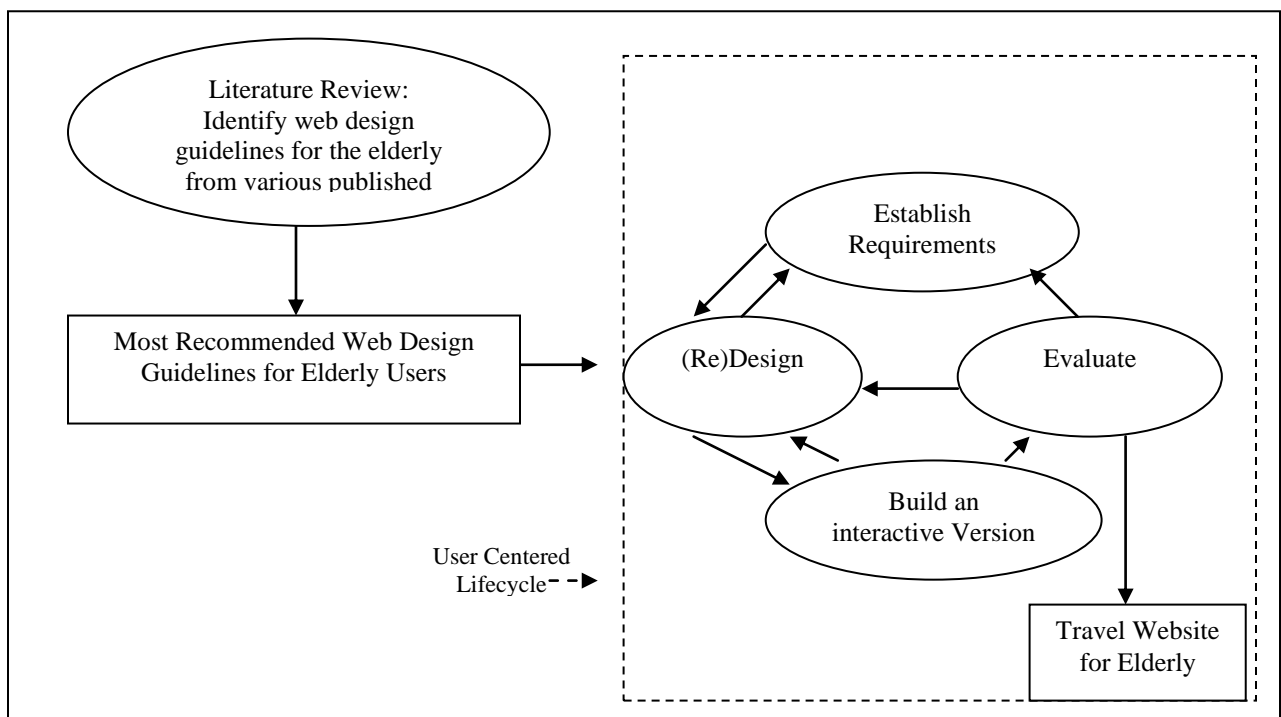 Literature Review:
Identify web design
guidelines for the elderly
from various published
Most Recommended Web Design
Guidelines for Elderly Users
Establish
Requirements
(Re)Design
Evaluate
Build an
interactive Version
User Centered
Lifecycle
Travel Website
for Elderly